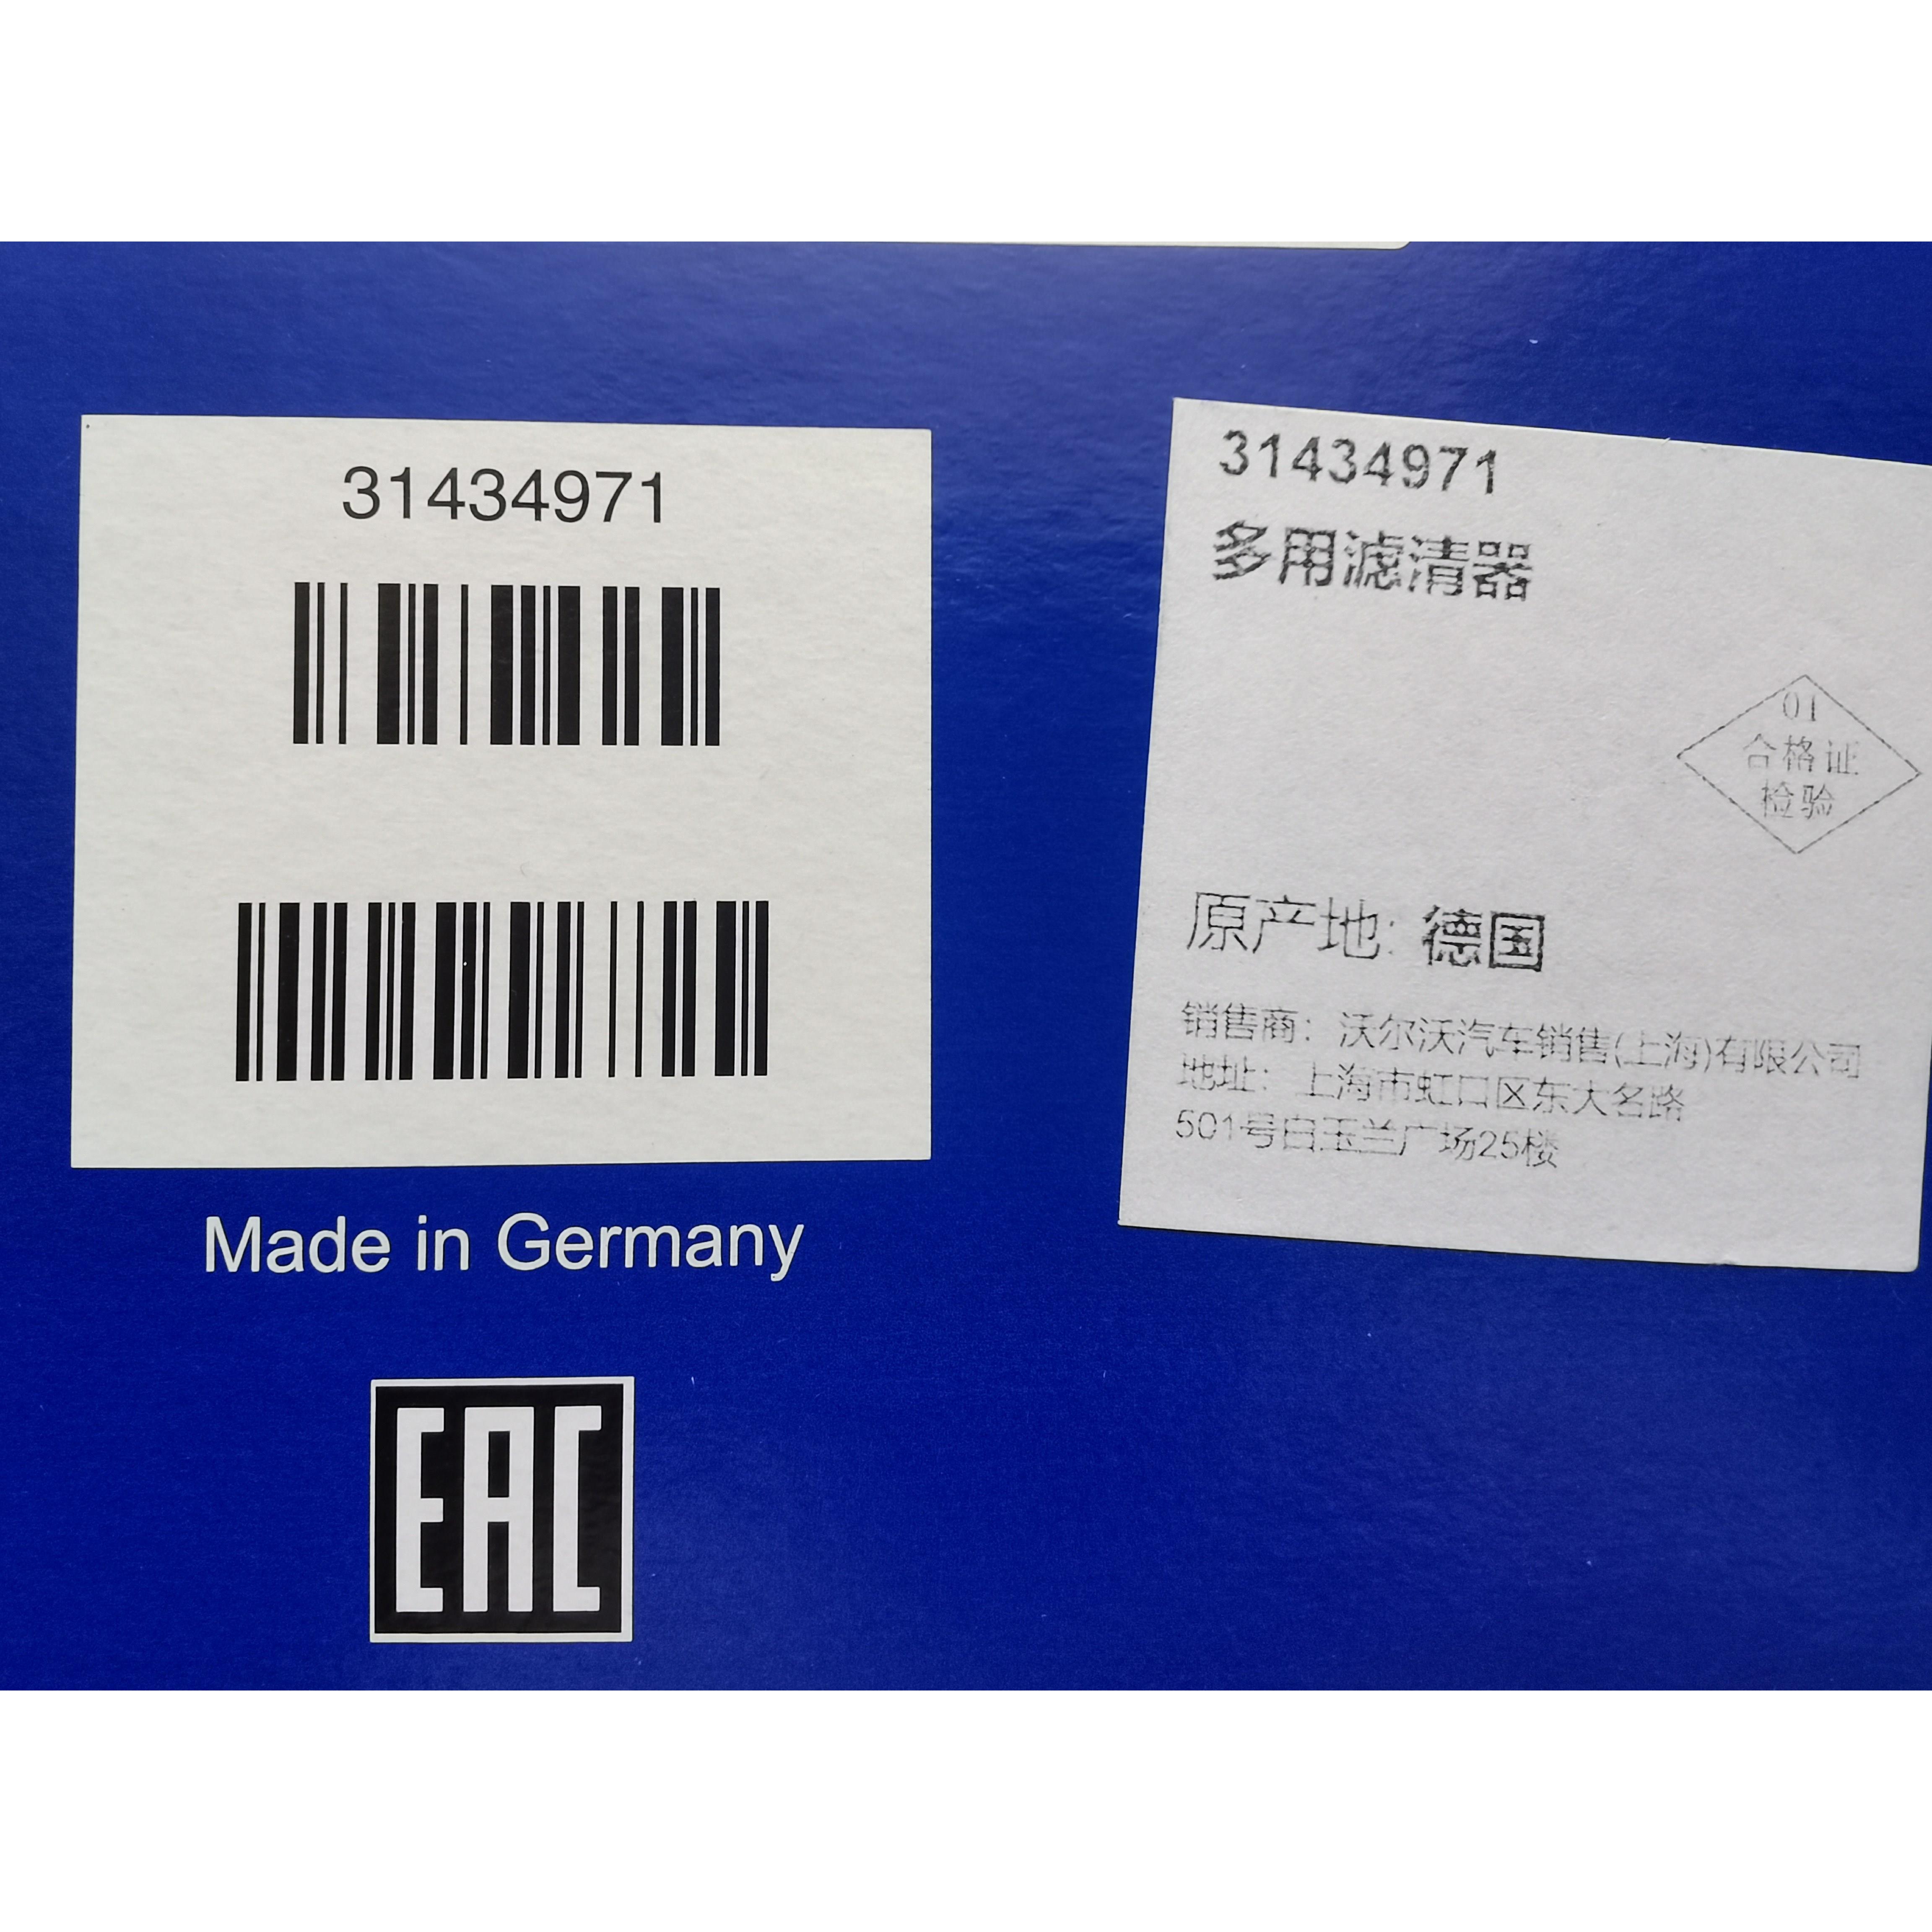 31434971
Made in Germany
EAC
31434971
多用滤清器
01
合格证
检验
原产地: 德国
销售商: 沃尔沃汽车销售(上海)有限公司
地址: 上海市虹口区东大名路
501号白玉兰广场25楼